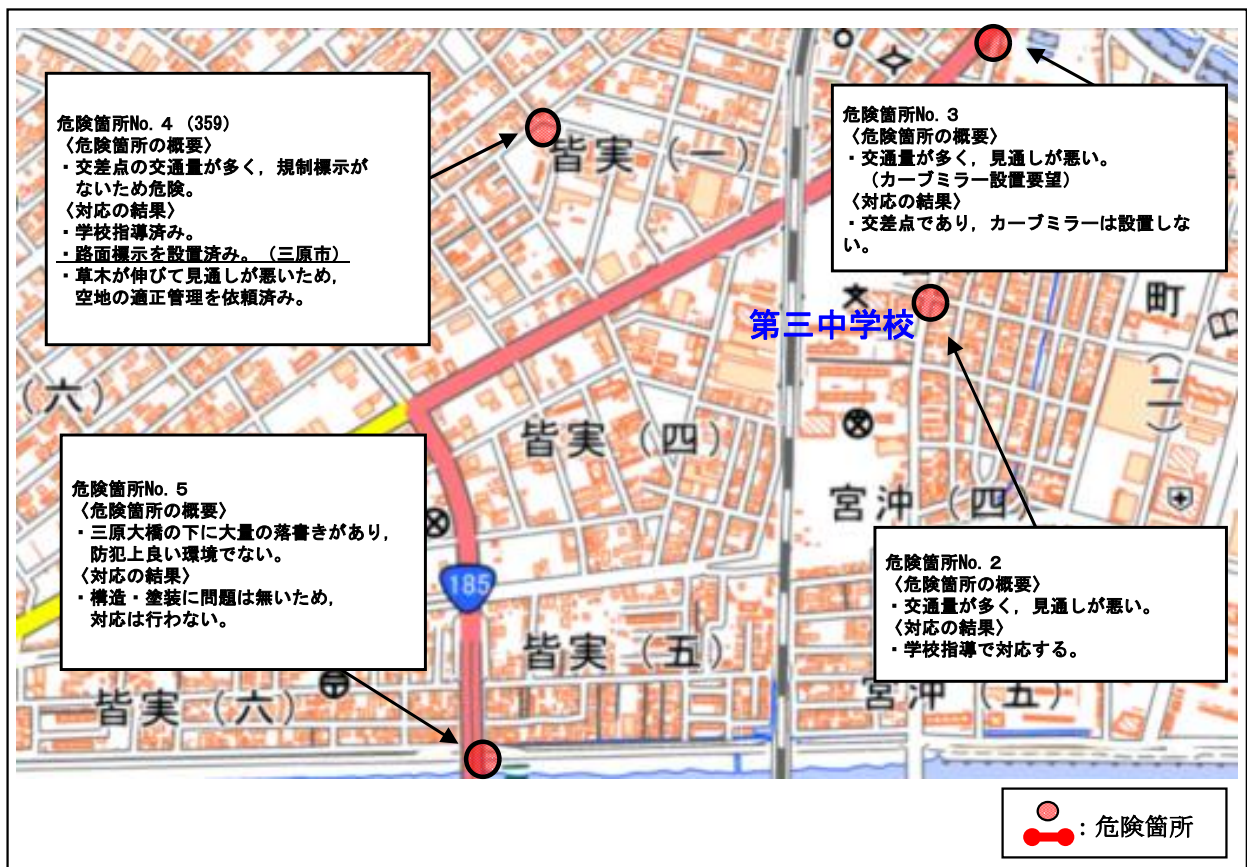 危険箇所No. 4 (359)
〈危険箇所の概要〉
・交差点の交通量が多く，規制標示が
ないため危険。
〈対応の結果〉
・学校指導済み。
・路面標示を設置済み。（三原市）
・草木が伸びて見通しが悪いため，
空地の適正管理を依頼済み。
危険箇所No. 3
〈危険箇所の概要〉
・交通量が多く，見通しが悪い。
（カーブミラー設置要望）
〈対応の結果〉
・交差点であり，カーブミラーは設置しな
い。
皆実（一）
第三中学校
町（二）
（六）
皆実（四）
宮沖（四）
危険箇所No. 5
〈危険箇所の概要〉
・三原大橋の下に大量の落書きがあり，
防犯上良い環境でない。
〈対応の結果〉
・構造・塗装に問題は無いため，
対応は行わない。
危険箇所No. 2
〈危険箇所の概要〉
・交通量が多く，見通しが悪い。
〈対応の結果〉
・学校指導で対応する。
185
皆実（五）
皆実（六）
宮沖（五）
：危険箇所